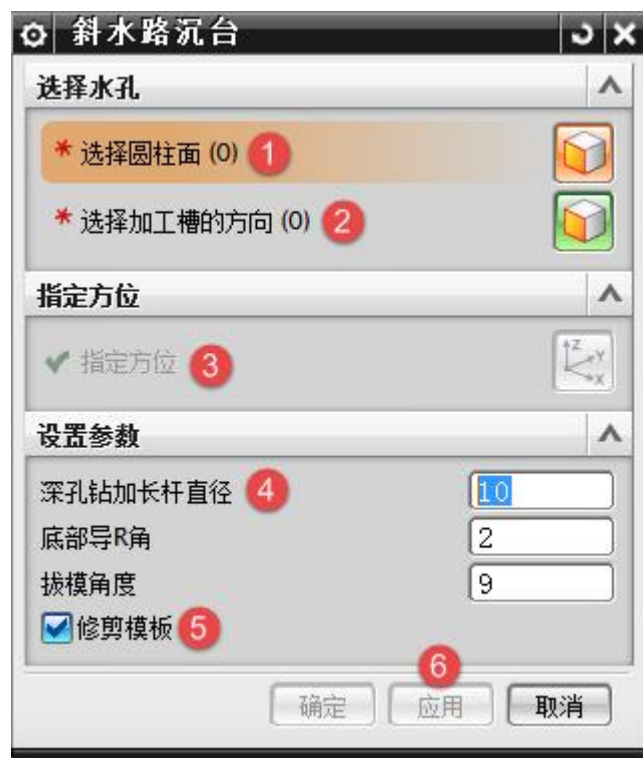 斜水路沉台
选择水孔
* 选择圆柱面 (0) 1
* 选择加工槽的方向 (0) 2
指定方位
指定方位 3
Z
Y
X
设置参数
深孔钻加长杆直径 4 10
底部导R角 2
拔模角度 9
修剪模板 5
6
确定 应用 取消